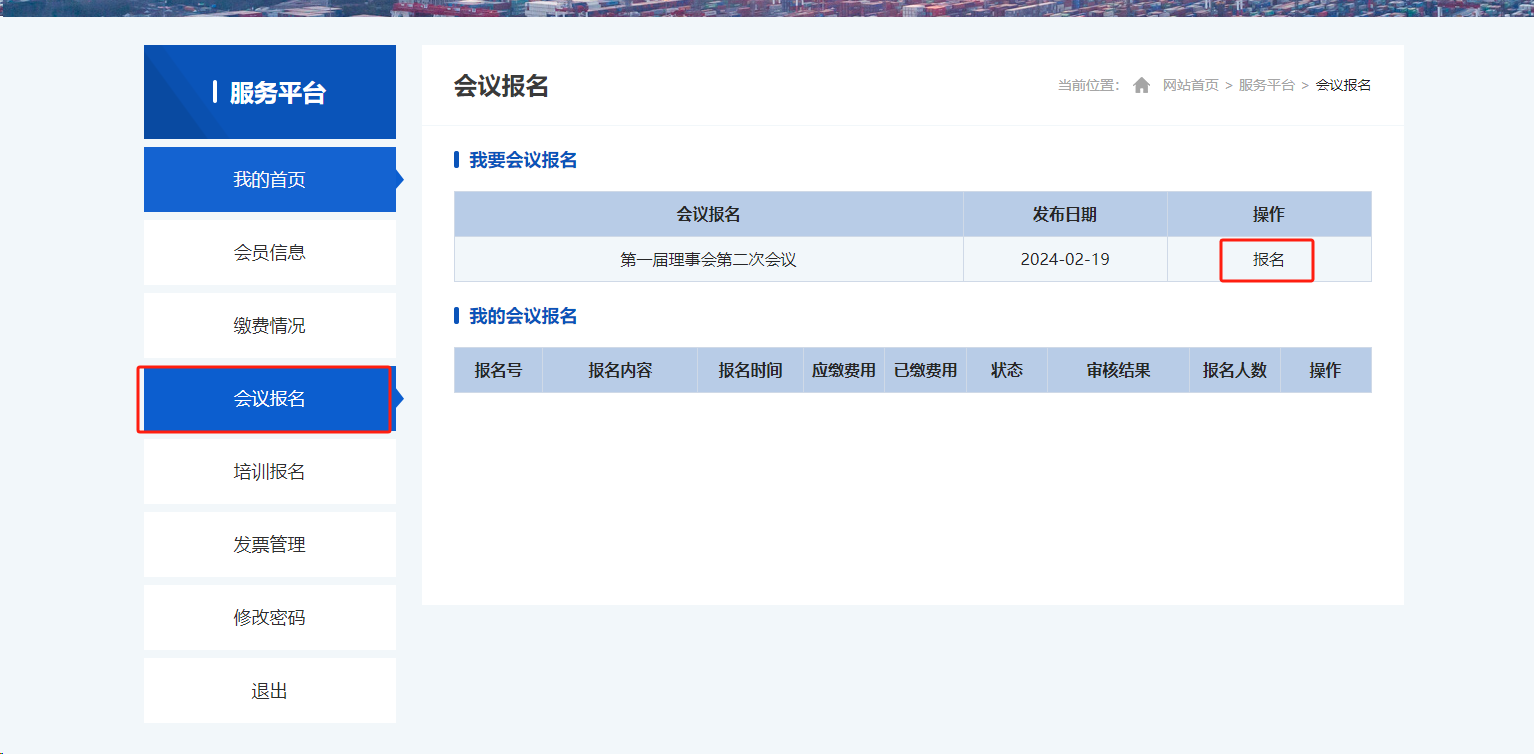 服务平台
我的首页
会员信息
缴费情况
会议报名
培训报名
发票管理
修改密码
退出
会议报名
当前位置： 网站首页 > 服务平台 > 会议报名
我要会议报名
会议报名 发布日期 操作
第一届理事会第二次会议 2024-02-19 报名
我的会议报名
报名号 报名内容 报名时间 应缴费用 已缴费用 状态 审核结果 报名人数 操作